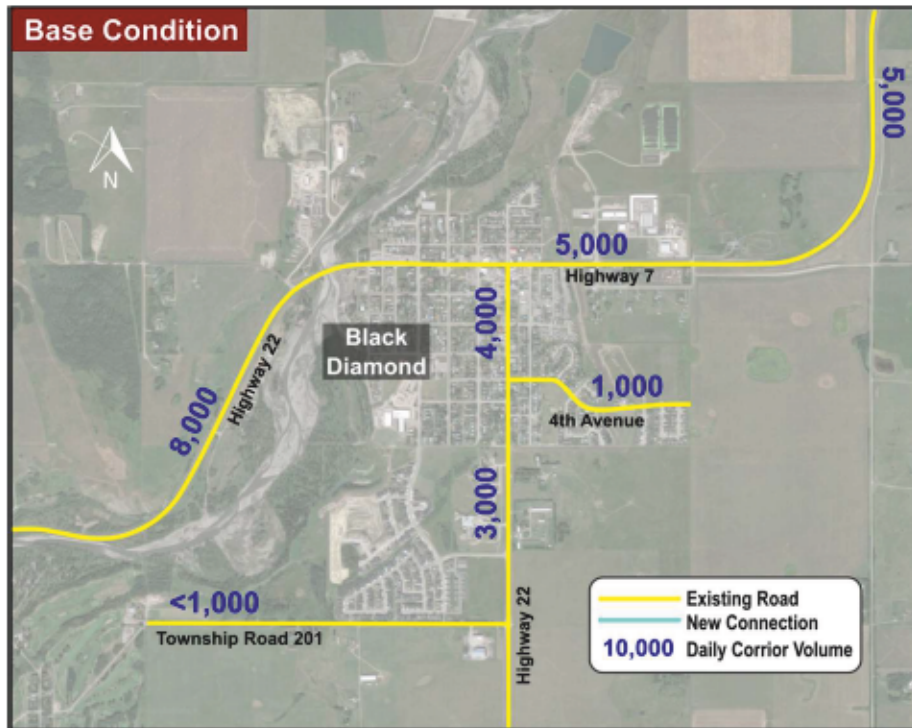 Base Condition
N
5,000
5,000
Highway 7
4,000
Black
Diamond
Highway 22
8,000
1,000
4th Avenue
3,000
<1,000
Township Road 201
Highway 22
Existing Road
New Connection
10,000 Daily Corrior Volume